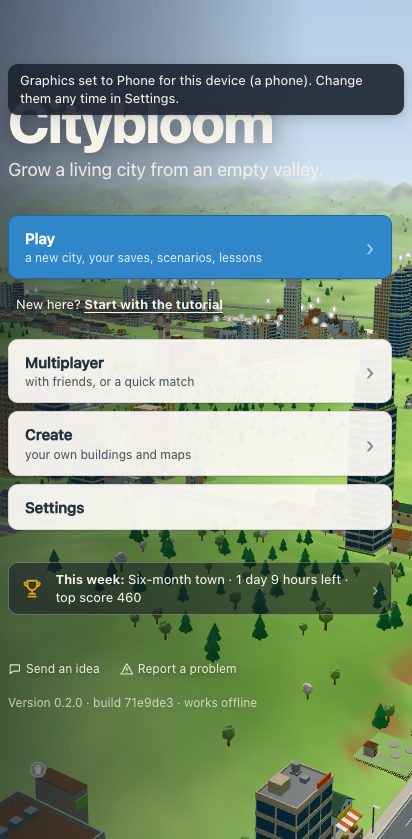 Graphics set to Phone for this device (a phone). Change
them any time in Settings.
Citybloom
Grow a living city from an empty valley.
Play
a new city, your saves, scenarios, lessons
New here? Start with the tutorial
Multiplayer
with friends, or a quick match
Create
your own buildings and maps
Settings
This week: Six-month town · 1 day 9 hours left ·
top score 460
Send an idea
Report a problem
Version 0.2.0 · build 71e9de3 · works offline